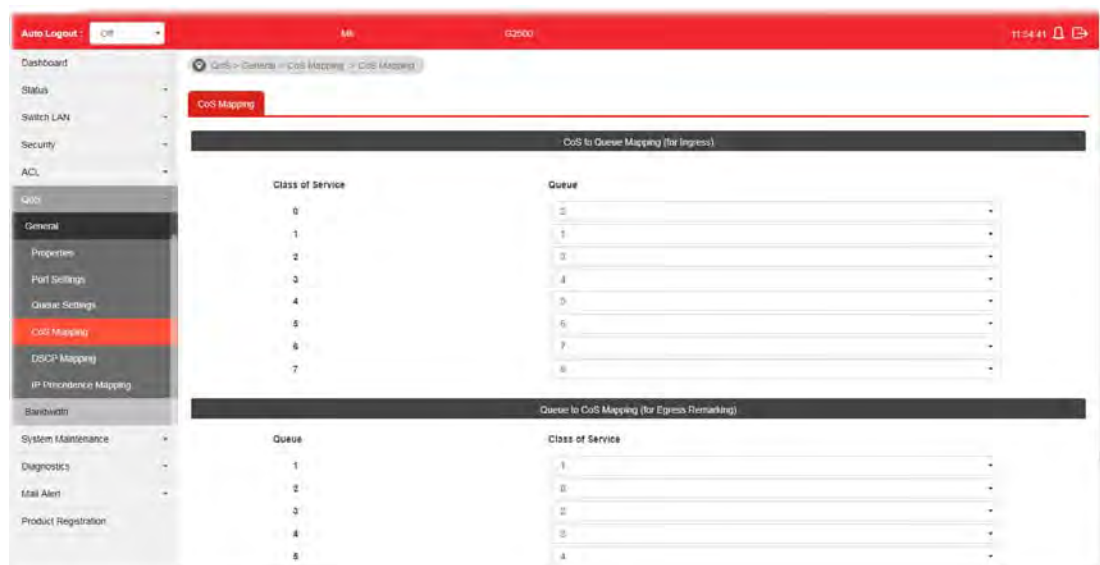 Auto Logout : Off Mk G2500 11:54:41
QoS > General > CoS Mapping > CoS Mapping
Dashboard
Status
Switch LAN
Security
ACL
QoS
General
Properties
Port Settings
Queue Settings
CoS Mapping
DSCP Mapping
IP Precedence Mapping
Bandwidth
System Maintenance
Diagnostics
Mail Alert
Product Registration
CoS Mapping
CoS to Queue Mapping (for Ingress)
Class of Service Queue
0 2
1 1
2 3
3 4
4 5
5 6
6 7
7 8
Queue to CoS Mapping (for Egress Remarking)
Queue Class of Service
1 1
2 0
3 2
4 3
5 4